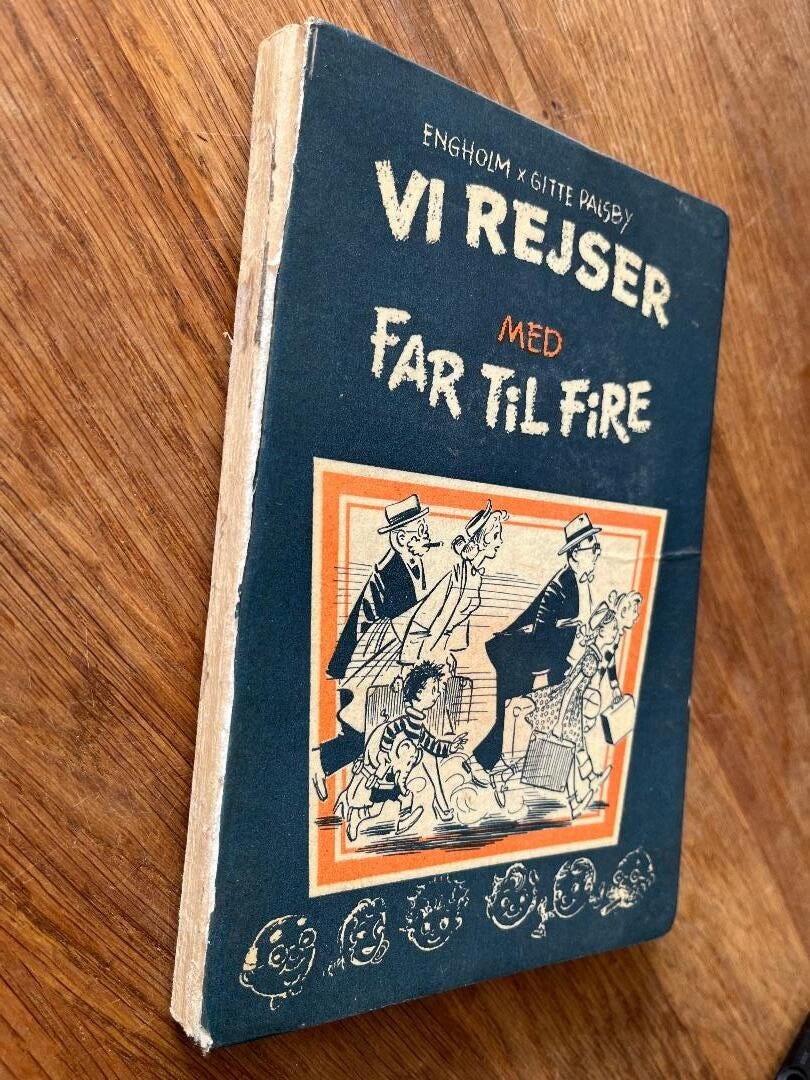 ENGHOLM x GITTE PALSBY
VI REJSER
MED
FAR TiL FiRE